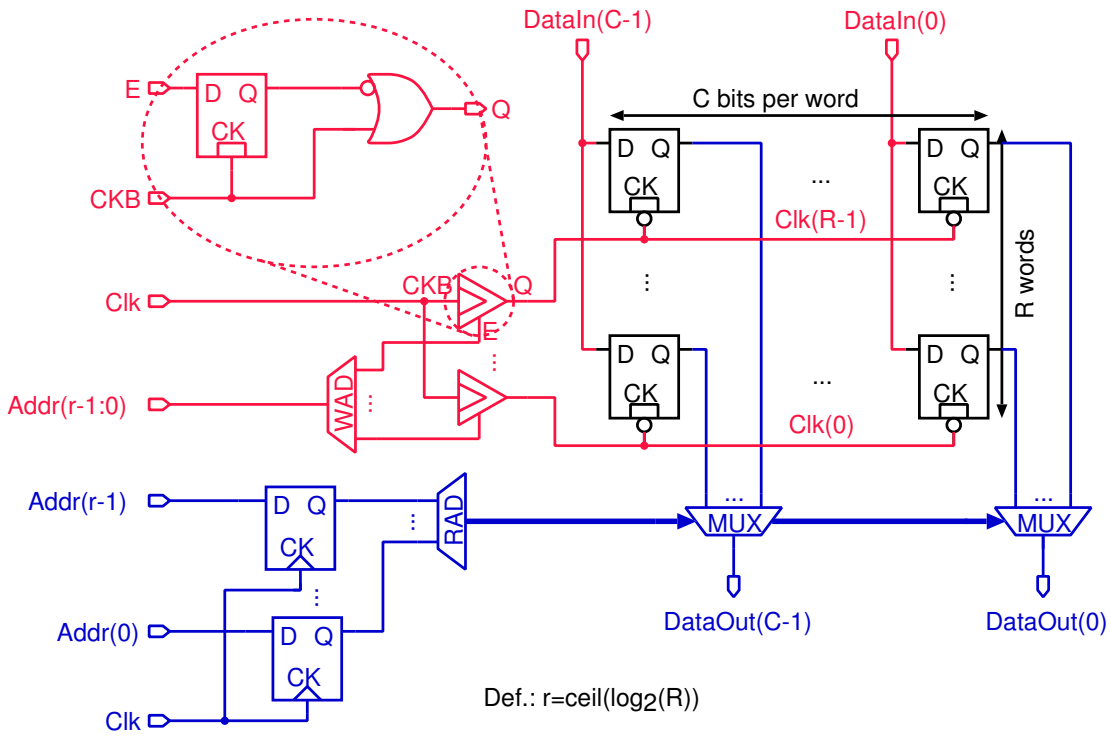 DataIn(C-1)
DataIn(0)
E
D Q
CK
Q
CKB
C bits per word
D Q
CK
...
D Q
CK
Clk(R-1)
R words
CKB
Q
E
Clk
...
...
...
Addr(r-1:0)
WAD
...
D Q
CK
...
D Q
CK
Clk(0)
Addr(r-1)
D Q
CK
...
RAD
...
MUX
...
MUX
...
Addr(0)
D Q
CK
DataOut(C-1)
DataOut(0)
Clk
Def.: r=ceil(log2(R))